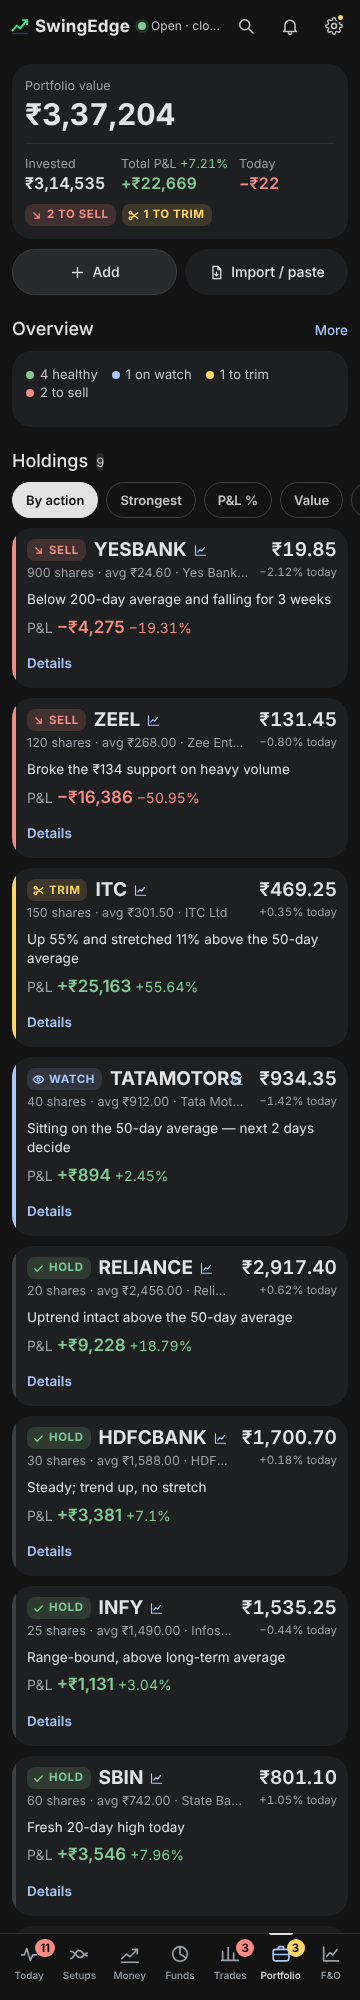 SwingEdge Open · clo...
Portfolio value
₹3,37,204
Invested Total P&L +7.21% Today
₹3,14,535 +₹22,669 −₹22
2 TO SELL 1 TO TRIM
+ Add Import / paste
Overview More
4 healthy 1 on watch 1 to trim
2 to sell
Holdings 9
By action Strongest P&L % Value
SELL YESBANK ₹19.85
900 shares · avg ₹24.60 · Yes Bank... −2.12% today
Below 200-day average and falling for 3 weeks
P&L −₹4,275 −19.31%
Details
SELL ZEEL ₹131.45
120 shares · avg ₹268.00 · Zee Ent... −0.80% today
Broke the ₹134 support on heavy volume
P&L −₹16,386 −50.95%
Details
TRIM ITC ₹469.25
150 shares · avg ₹301.50 · ITC Ltd +0.35% today
Up 55% and stretched 11% above the 50-day
average
P&L +₹25,163 +55.64%
Details
WATCH TATAMOTORS ₹934.35
40 shares · avg ₹912.00 · Tata Mot... −1.42% today
Sitting on the 50-day average — next 2 days
decide
P&L +₹894 +2.45%
Details
HOLD RELIANCE ₹2,917.40
20 shares · avg ₹2,456.00 · Reli... +0.62% today
Uptrend intact above the 50-day average
P&L +₹9,228 +18.79%
Details
HOLD HDFCBANK ₹1,700.70
30 shares · avg ₹1,588.00 · HDF... +0.18% today
Steady; trend up, no stretch
P&L +₹3,381 +7.1%
Details
HOLD INFY ₹1,535.25
25 shares · avg ₹1,490.00 · Infos... −0.44% today
Range-bound, above long-term average
P&L +₹1,131 +3.04%
Details
HOLD SBIN ₹801.10
60 shares · avg ₹742.00 · State Ba... +1.05% today
Fresh 20-day high today
P&L +₹3,546 +7.96%
Details
11 3 3
Today Setups Money Funds Trades Portfolio F&O